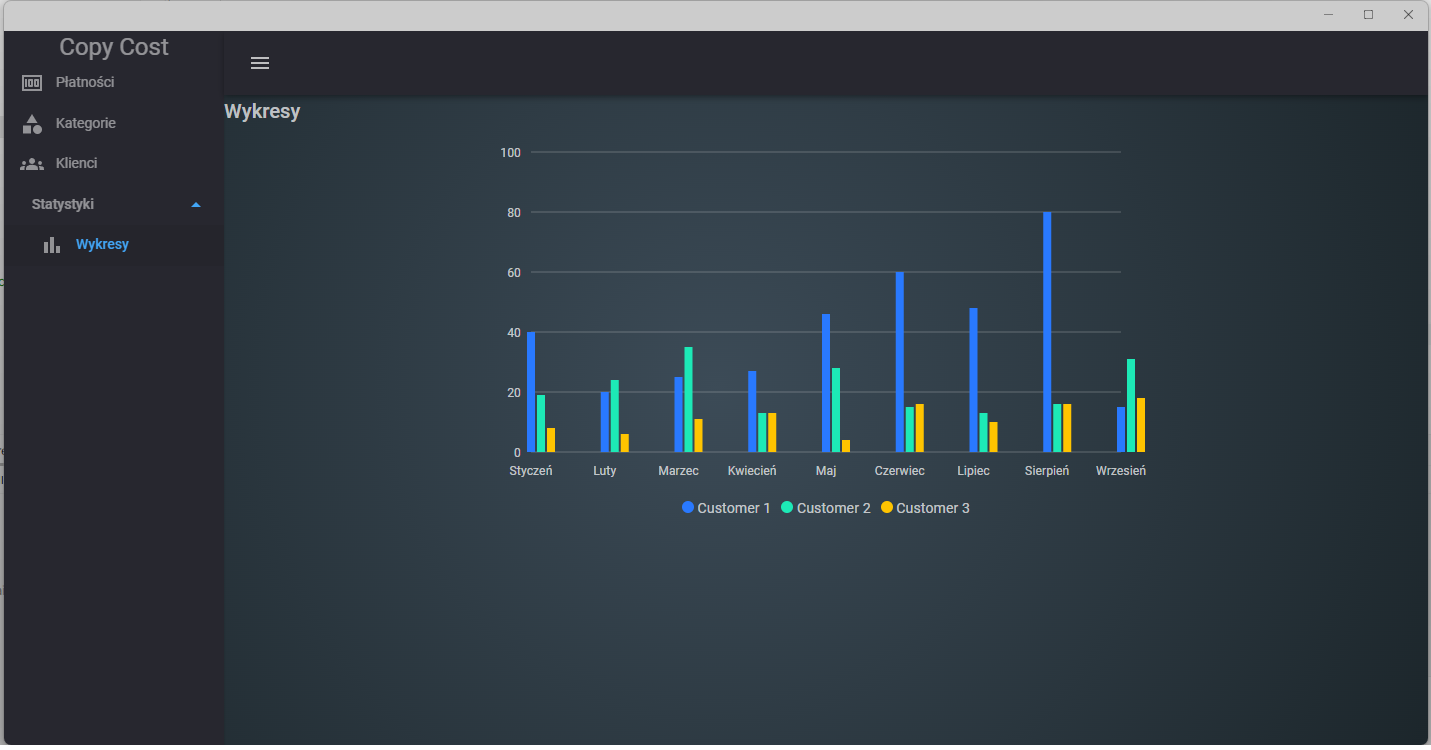 Copy Cost
Płatności
Kategorie
Klienci
Statystyki
Wykresy
Wykresy
100
80
60
40
20
0
Styczeń Luty Marzec Kwiecień Maj Czerwiec Lipiec Sierpień Wrzesień
Customer 1 Customer 2 Customer 3